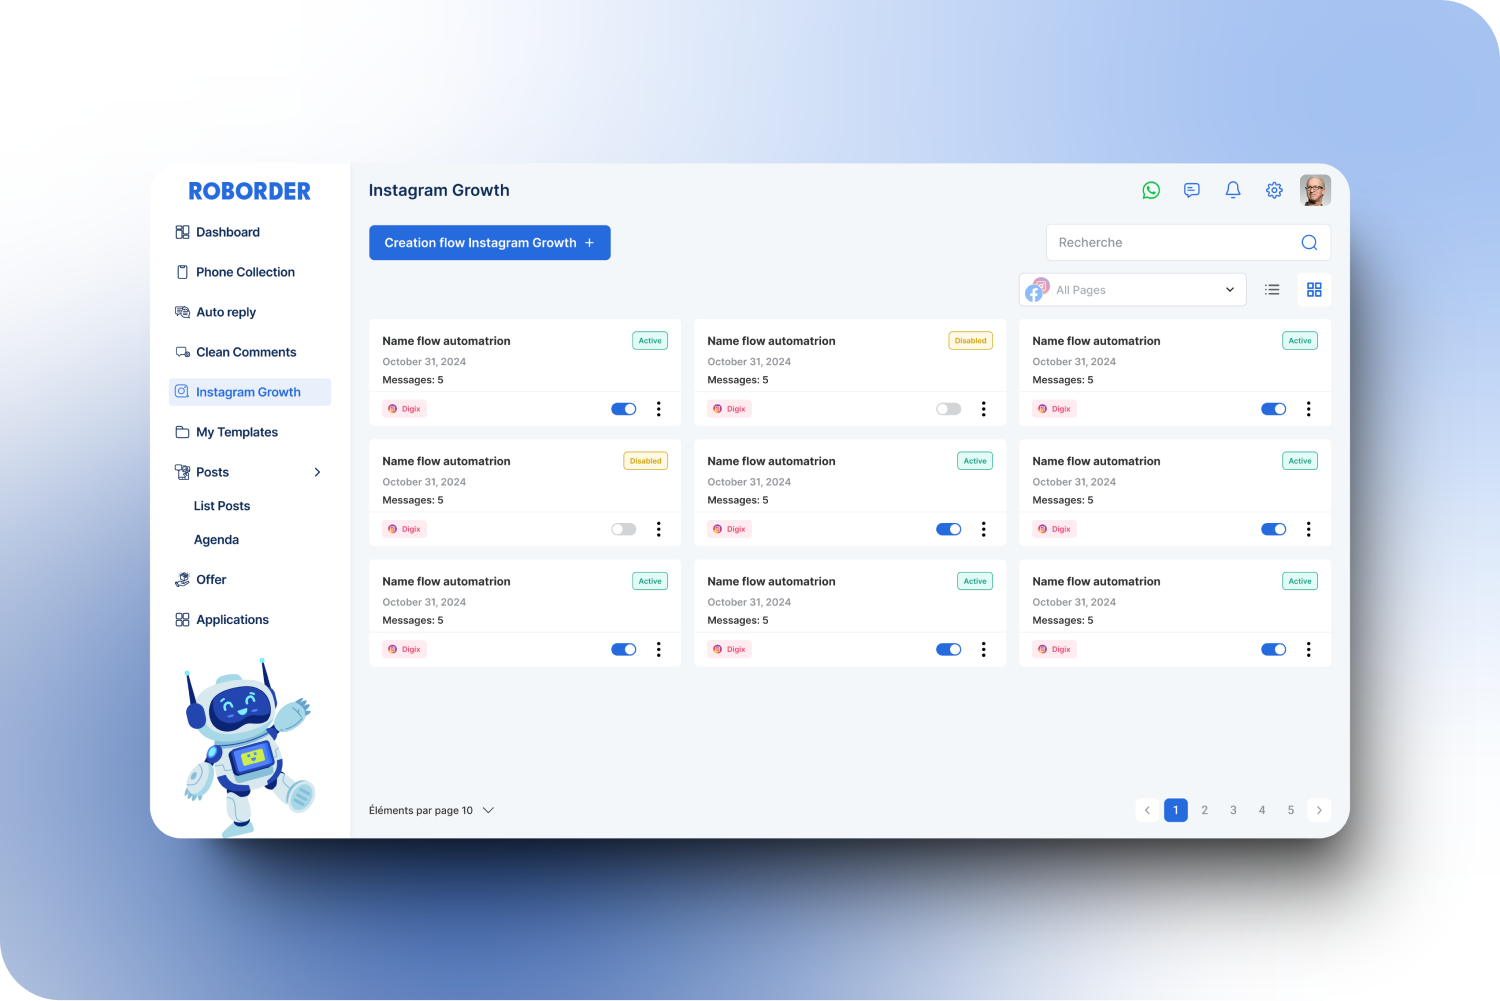 ROBORDER
Dashboard
Phone Collection
Auto reply
Clean Comments
Instagram Growth
My Templates
Posts
List Posts
Agenda
Offer
Applications
Instagram Growth
Creation flow Instagram Growth +
Recherche
All Pages
Name flow automatrion Active
October 31, 2024
Messages: 5
Digix
Name flow automatrion Disabled
October 31, 2024
Messages: 5
Digix
Name flow automatrion Active
October 31, 2024
Messages: 5
Digix
Name flow automatrion Disabled
October 31, 2024
Messages: 5
Digix
Name flow automatrion Active
October 31, 2024
Messages: 5
Digix
Name flow automatrion Active
October 31, 2024
Messages: 5
Digix
Name flow automatrion Active
October 31, 2024
Messages: 5
Digix
Name flow automatrion Active
October 31, 2024
Messages: 5
Digix
Name flow automatrion Active
October 31, 2024
Messages: 5
Digix
Éléments par page 10
1 2 3 4 5